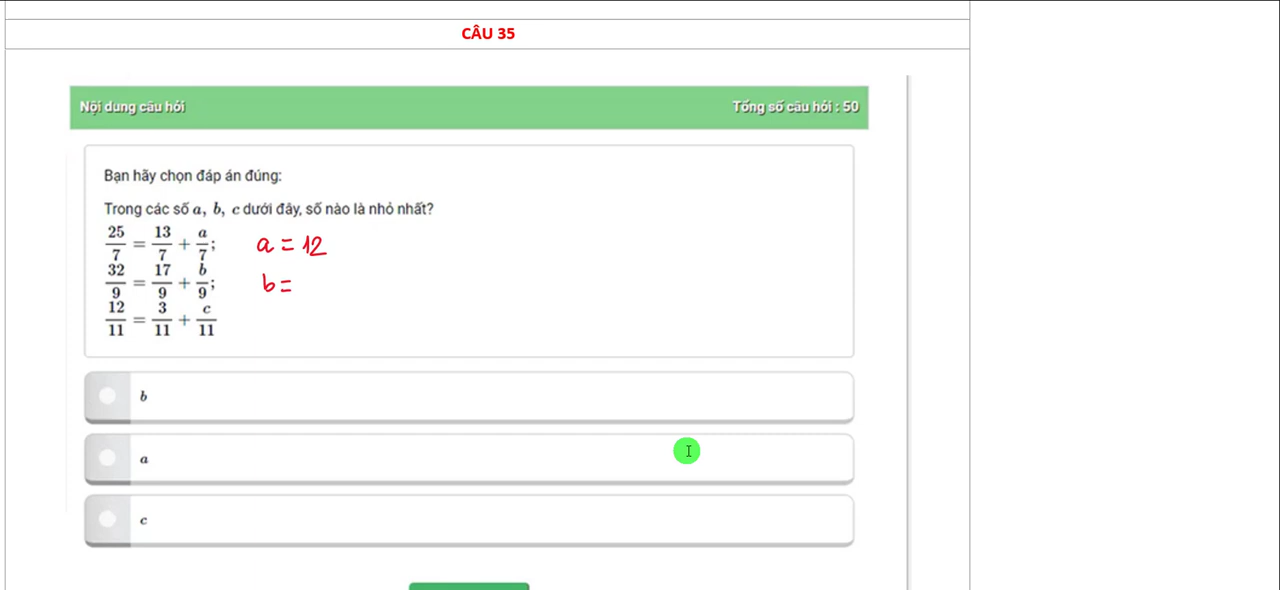 CÂU 35
Nội dung câu hỏi Tổng số câu hỏi : 50
Bạn hãy chọn đáp án đúng:
Trong các số a, b, c dưới đây, số nào là nhỏ nhất?
25/7 = 13/7 + a/7; a = 12
32/9 = 17/9 + b/9; b =
12/11 = 3/11 + c/11
b
a
c